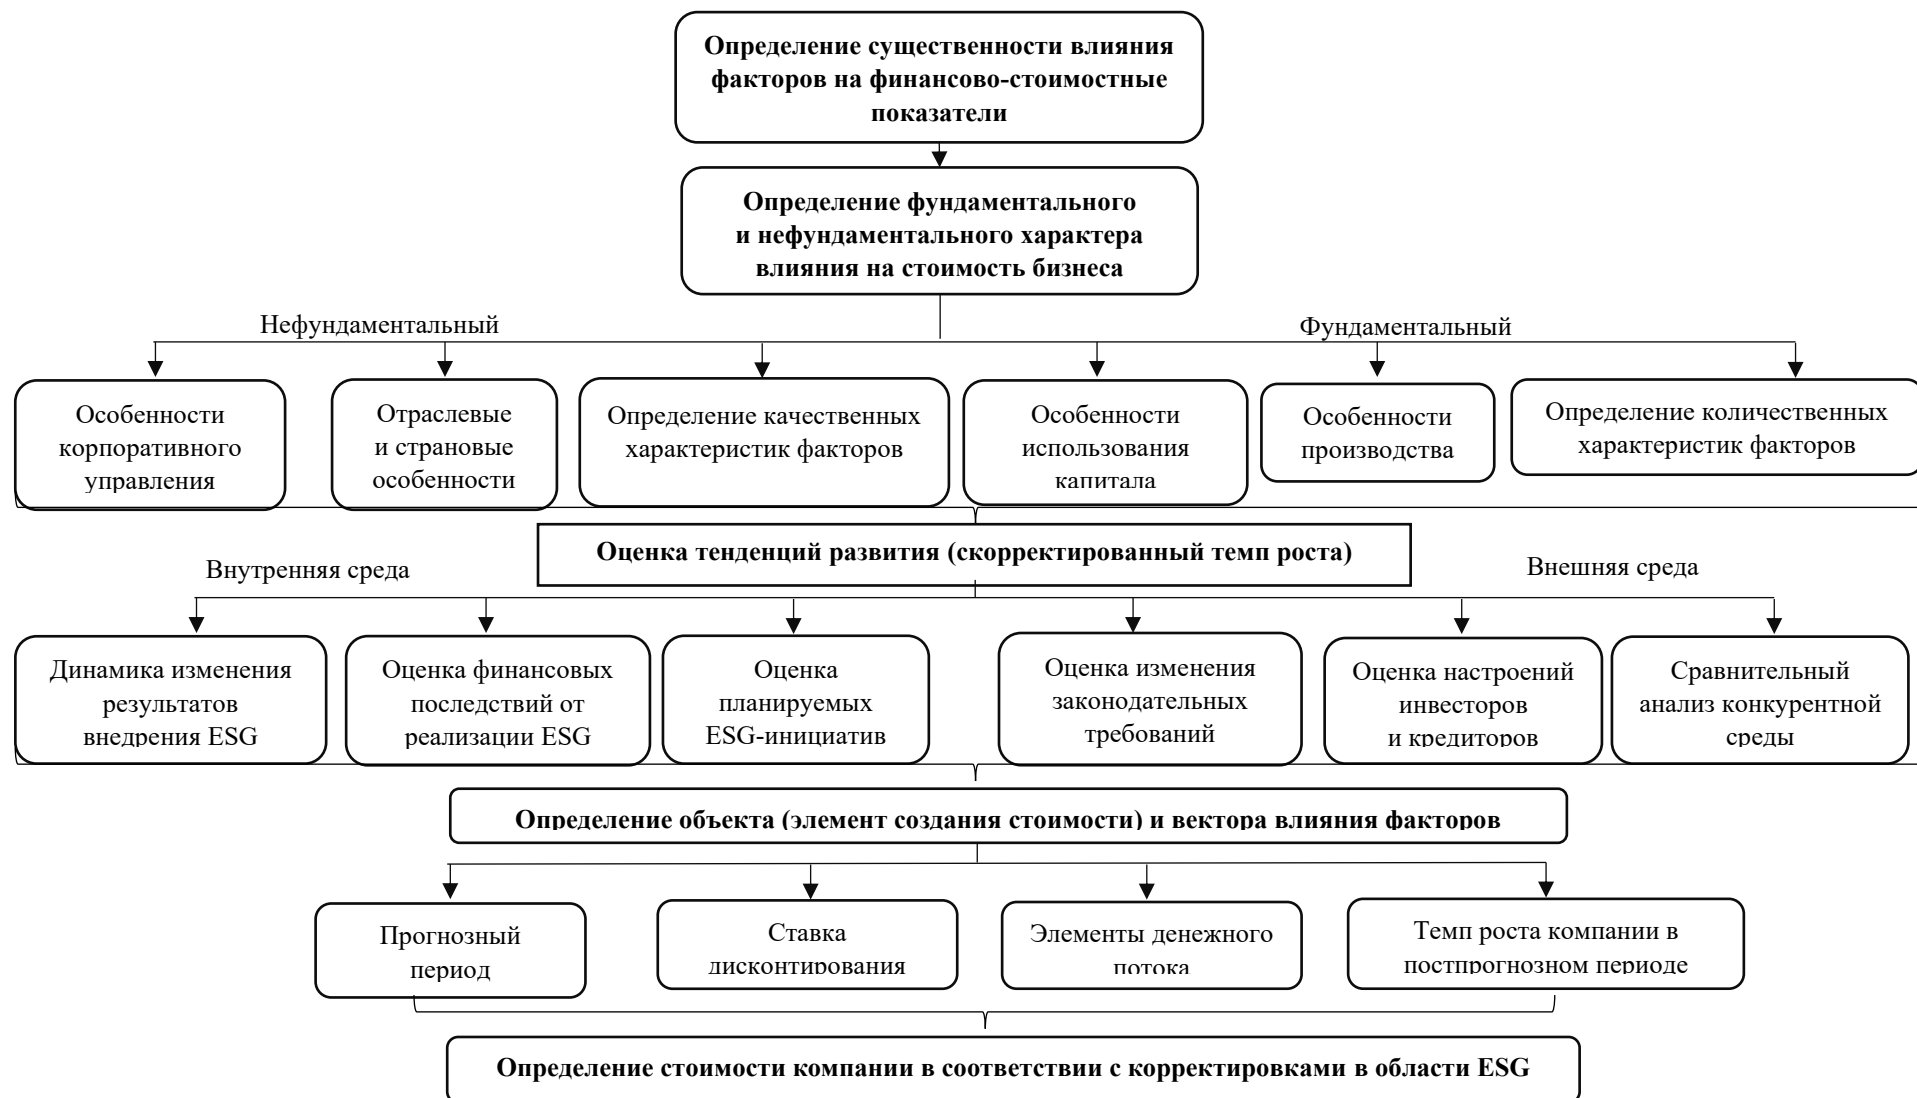 Определение существенности влияния
факторов на финансово-стоимостные
показатели
Определение фундаментального
и нефундаментального характера
влияния на стоимость бизнеса
Нефундаментальный
Фундаментальный
Особенности
корпоративного
управления
Отраслевые
и страновые
особенности
Определение качественных
характеристик факторов
Особенности
использования
капитала
Особенности
производства
Определение количественных
характеристик факторов
Оценка тенденций развития (скорректированный темп роста)
Внутренняя среда
Внешняя среда
Динамика изменения
результатов
внедрения ESG
Оценка финансовых
последствий от
реализации ESG
Оценка
планируемых
ESG-инициатив
Оценка изменения
законодательных
требований
Оценка настроений
инвесторов
и кредиторов
Сравнительный
анализ конкурентной
среды
Определение объекта (элемент создания стоимости) и вектора влияния факторов
Прогнозный
период
Ставка
дисконтирования
Элементы денежного
потока
Темп роста компании в
постпрогнозном периоде
Определение стоимости компании в соответствии с корректировками в области ESG